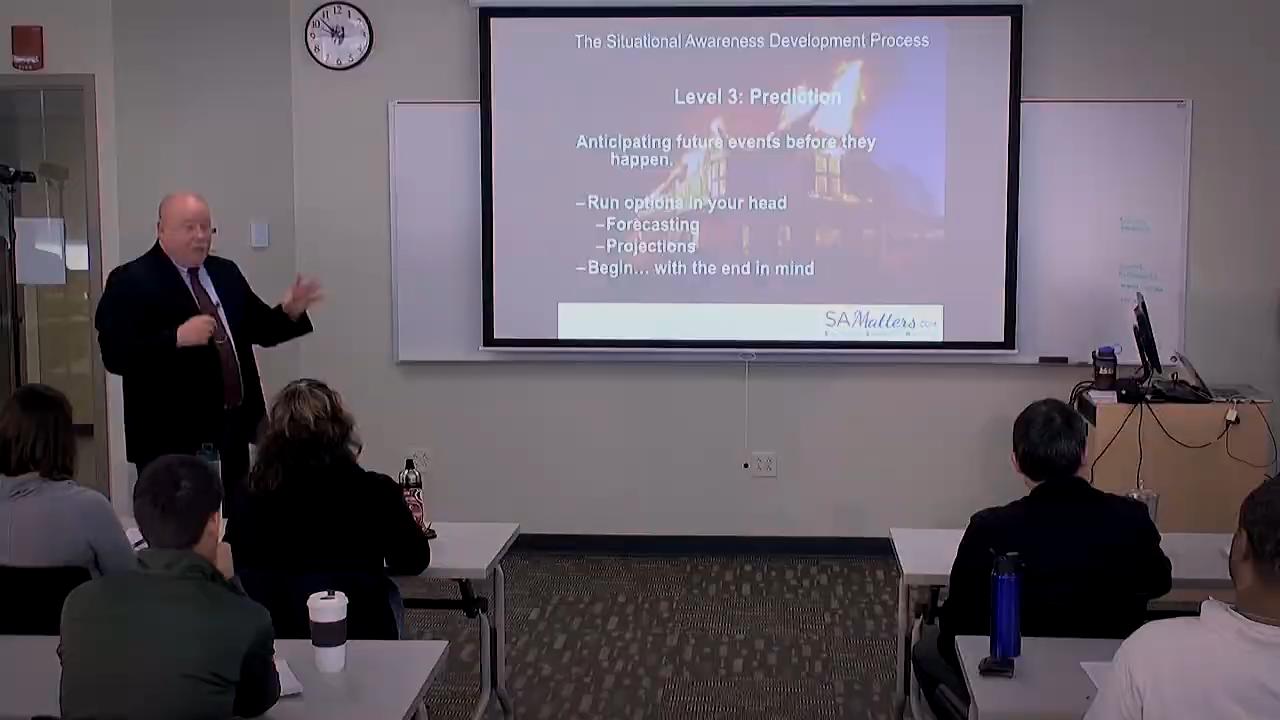 The Situational Awareness Development Process
Level 3: Prediction
Anticipating future events before they
happen.
–Run options in your head
–Forecasting
–Projections
–Begin... with the end in mind
SAMatters.COM